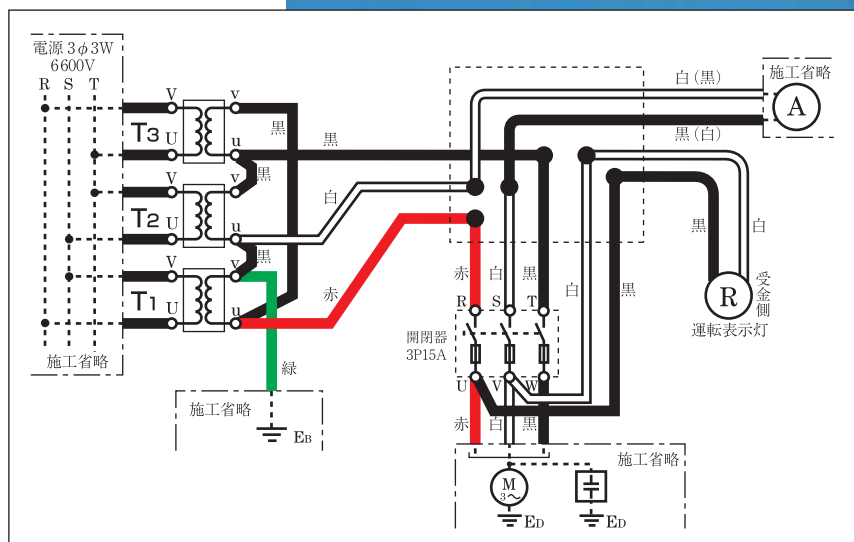 電源 3φ3W
6600V
R S T
V v
T3
U u
黒
黒
黒
V v
T2
U u
白
黒
V v
T1
U u
赤
緑
施工省略
施工省略
EB
白(黒)
黒(白)
施工省略
A
赤 白 黒
R S T
開閉器
3P15A
U V W
赤 白 黒
白
黒
黒
白
R
受金側
運転表示灯
施工省略
M
3~
ED
ED